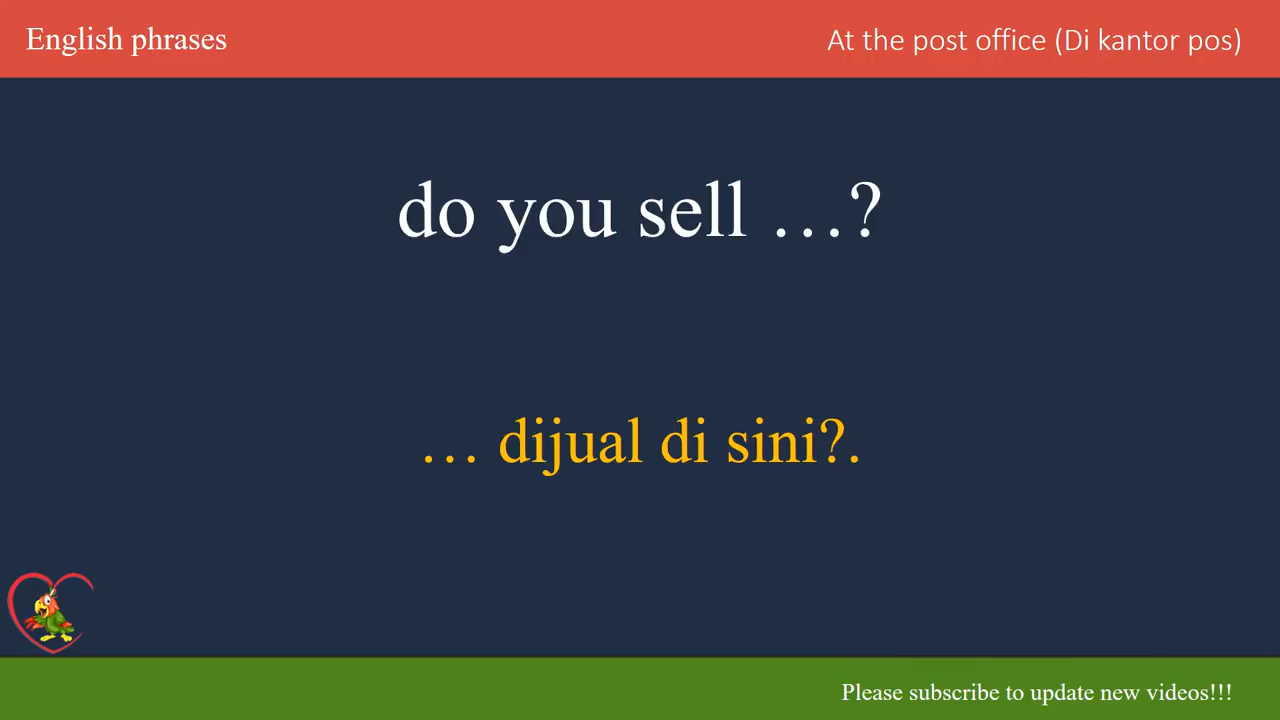 English phrases
At the post office (Di kantor pos)
do you sell …?
… dijual di sini?.
Please subscribe to update new videos!!!